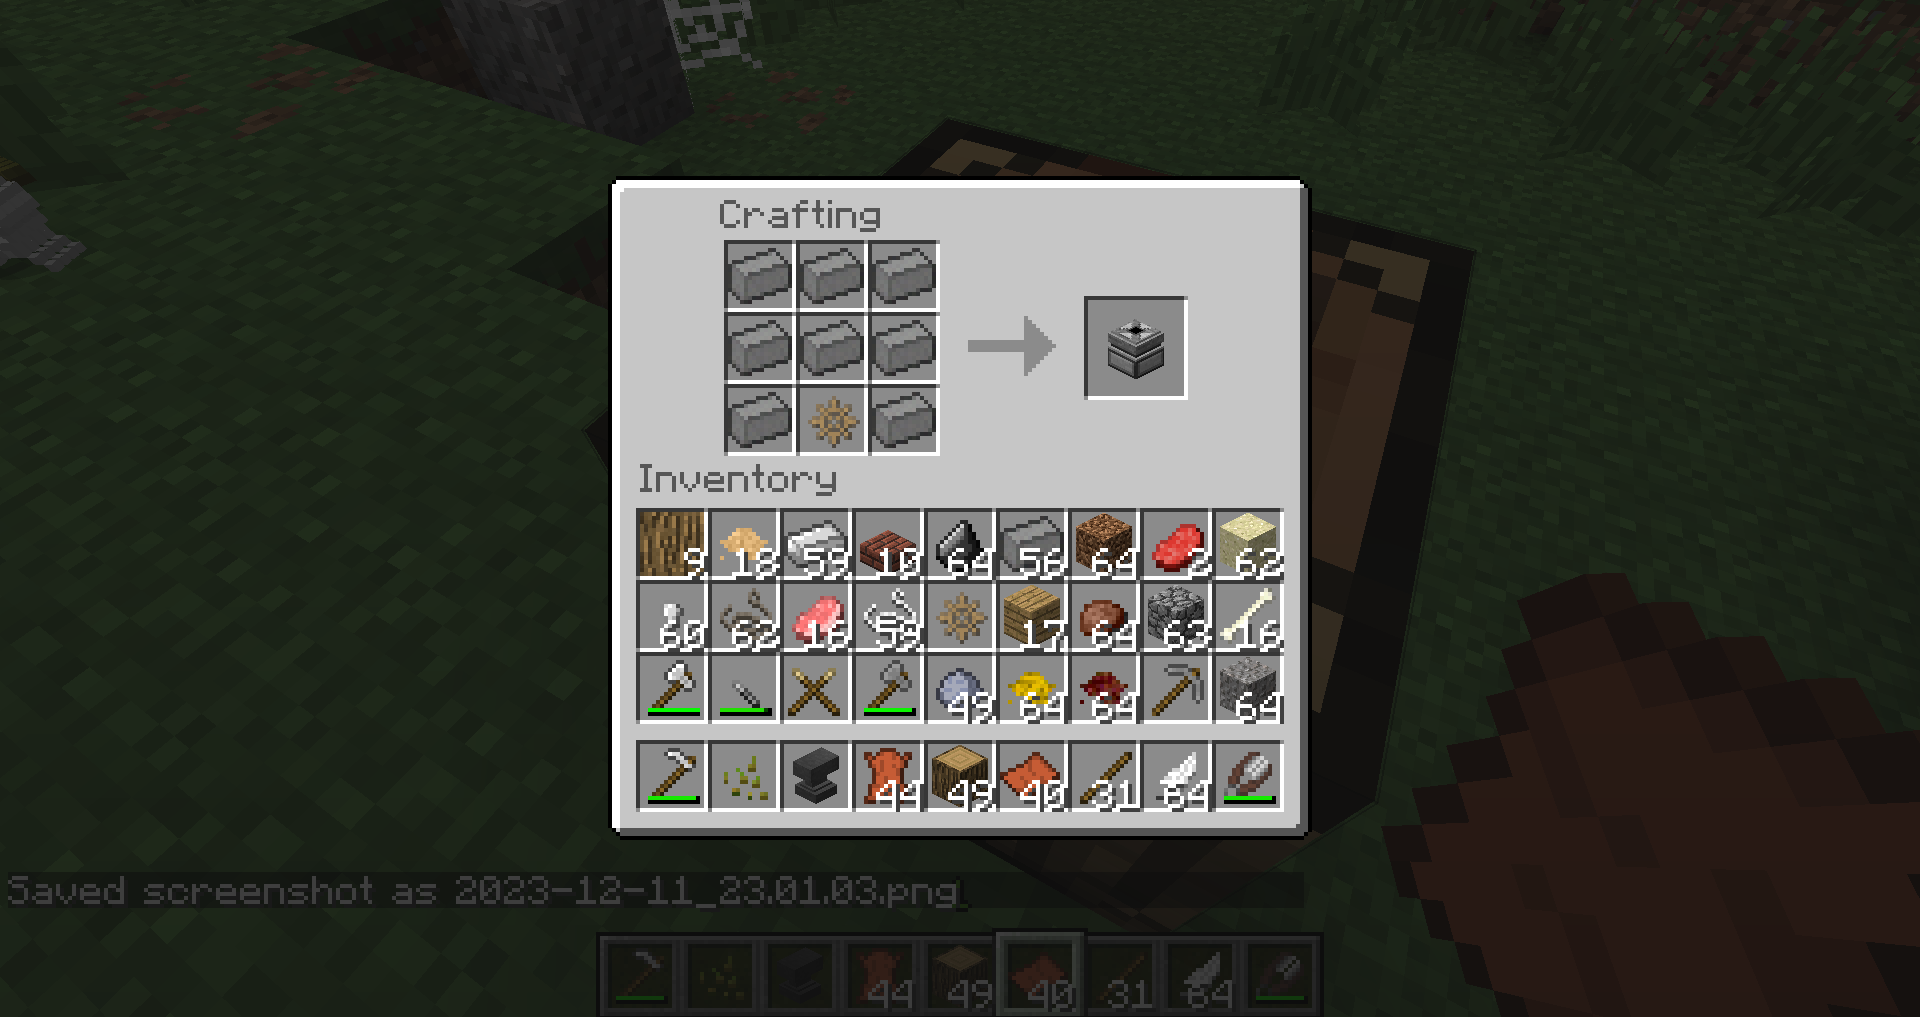 Crafting
Inventory
9 18 59 10 64 56 64 2 62
60 62 16 59 17 64 63 16
49 64 64 64
44 49 40 31 64
Saved screenshot as 2023-12-11_23.01.03.png
44 49 40 31 64